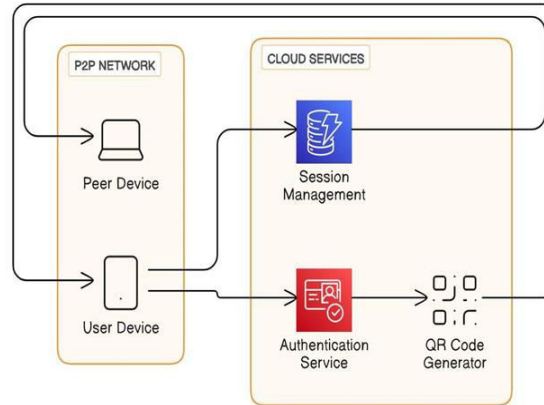 P2P NETWORK
CLOUD SERVICES
Peer Device
Session
Management
User Device
Authentication
Service
QR Code
Generator